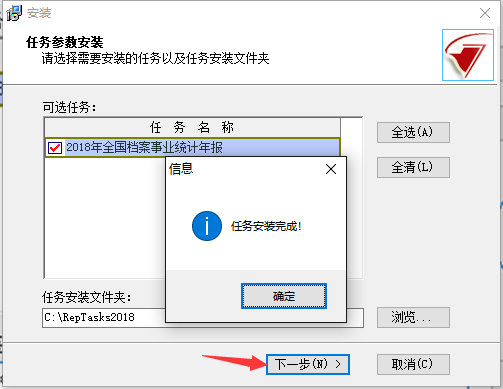 安装
任务参数安装
请选择需要安装的任务以及任务安装文件夹
可选任务:
任 务 名 称
2018年全国档案事业统计年报
全选(A)
全清(L)
信息
任务安装完成!
确定
任务安装文件夹:
C:\RepTasks2018
浏览...
下一步(N) >
取消(C)